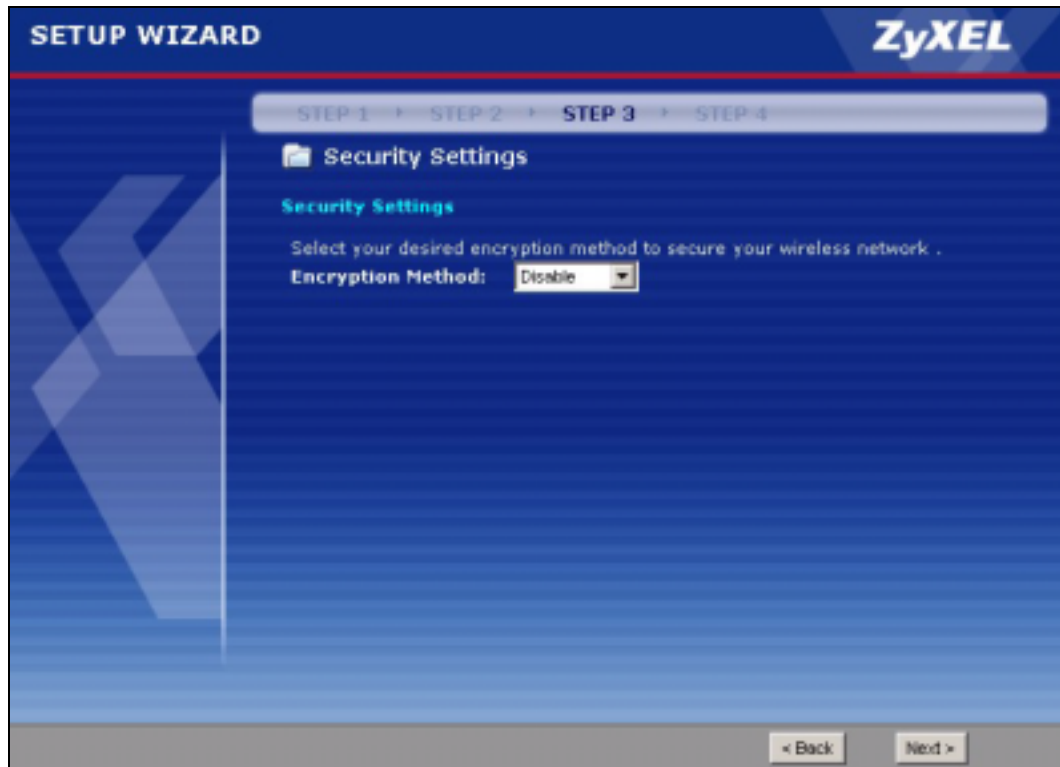 SETUP WIZARD
ZyXEL
STEP 1 STEP 2 STEP 3 STEP 4
Security Settings
Security Settings
Select your desired encryption method to secure your wireless network .
Encryption Method: Disable
< Back Next >